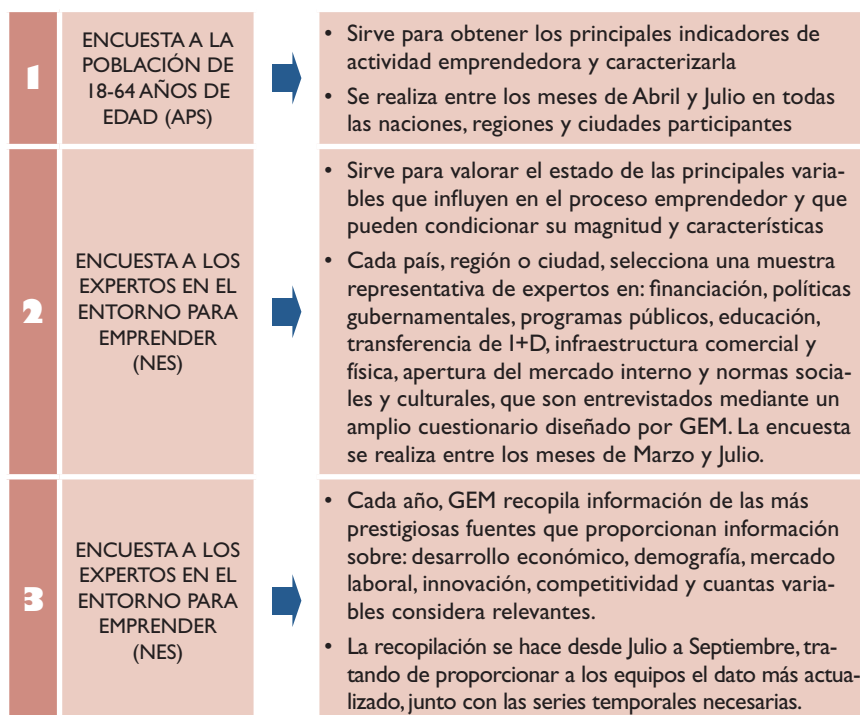 1
ENCUESTA A LA
POBLACIÓN DE
18-64 AÑOS DE
EDAD (APS)
• Sirve para obtener los principales indicadores de
actividad emprendedora y caracterizarla
• Se realiza entre los meses de Abril y Julio en todas
las naciones, regiones y ciudades participantes
2
ENCUESTA A LOS
EXPERTOS EN EL
ENTORNO PARA
EMPRENDER
(NES)
• Sirve para valorar el estado de las principales varia-
bles que influyen en el proceso emprendedor y que
pueden condicionar su magnitud y características
• Cada país, región o ciudad, selecciona una muestra
representativa de expertos en: financiación, políticas
gubernamentales, programas públicos, educación,
transferencia de I+D, infraestructura comercial y
física, apertura del mercado interno y normas socia-
les y culturales, que son entrevistados mediante un
amplio cuestionario diseñado por GEM. La encuesta
se realiza entre los meses de Marzo y Julio.
3
ENCUESTA A LOS
EXPERTOS EN EL
ENTORNO PARA
EMPRENDER
(NES)
• Cada año, GEM recopila información de las más
prestigiosas fuentes que proporcionan información
sobre: desarrollo económico, demografía, mercado
laboral, innovación, competitividad y cuantas varia-
bles considera relevantes.
• La recopilación se hace desde Julio a Septiembre, tra-
tando de proporcionar a los equipos el dato más actua-
lizado, junto con las series temporales necesarias.